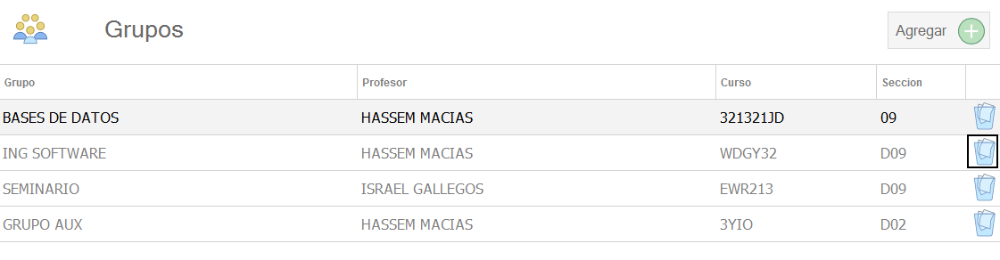 Grupos
Agregar
Grupo Profesor Curso Seccion
BASES DE DATOS HASSEM MACIAS 321321JD 09
ING SOFTWARE HASSEM MACIAS WDGY32 D09
SEMINARIO ISRAEL GALLEGOS EWR213 D09
GRUPO AUX HASSEM MACIAS 3YIO D02